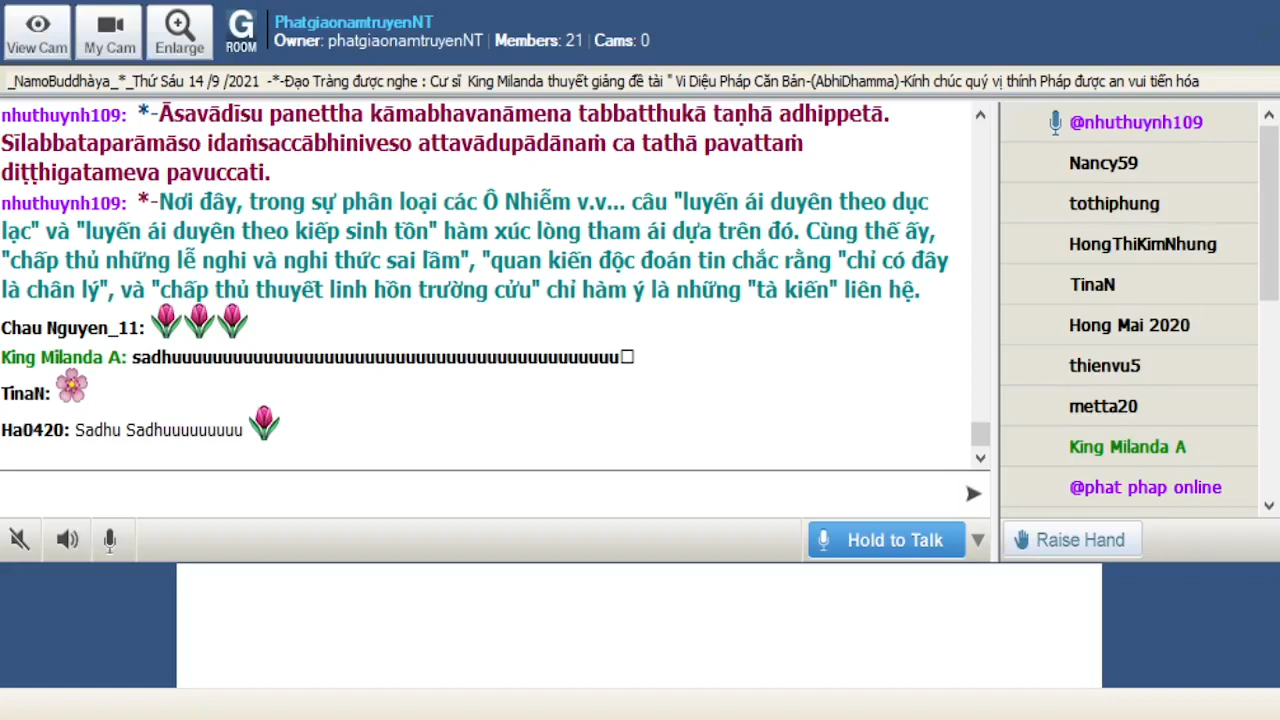 View Cam
My Cam
Enlarge
G
ROOM
PhatgiaonamtruyenNT
Owner: phatgiaonamtruyenNT | Members: 21 | Cams: 0
_NamoBuddhàya_*_Thứ Sáu 14 /9 /2021 -*-Đạo Tràng được nghe : Cư sĩ King Milanda thuyết giảng đề tài " Vi Diệu Pháp Căn Bản-(AbhiDhamma)-Kính chúc quý vị thính Pháp được an vui tiến hóa
nhuthuynh109: *-Āsavādīsu panettha kāmabhavanāmena tabbatthukā taṇhā adhippetā.
Sīlabbataparāmāso idaṁsaccābhiniveso attavādupādānaṁ ca tathā pavattaṁ
diṭṭhigatameva pavuccati.
nhuthuynh109: *-Nơi đây, trong sự phân loại các Ô Nhiễm v.v... câu "luyến ái duyên theo dục
lạc" và "luyến ái duyên theo kiếp sinh tồn" hàm xúc lòng tham ái dựa trên đó. Cùng thế ấy,
"chấp thủ những lễ nghi và nghi thức sai lầm", "quan kiến độc đoán tin chắc rằng "chỉ có đây
là chân lý", và "chấp thủ thuyết linh hồn trường cửu" chỉ hàm ý là những "tà kiến" liên hệ.
Chau Nguyen_11:
King Milanda A: sadhuuuuuuuuuuuuuuuuuuuuuuuuuuuuuuuuuuuuuuuuuuuuuuuuuu
TinaN:
Ha0420: Sadhu Sadhuuuuuuuuu
@nhuthuynh109
Nancy59
tothiphung
HongThiKimNhung
TinaN
Hong Mai 2020
thienvu5
metta20
King Milanda A
@phat phap online
Hold to Talk
Raise Hand